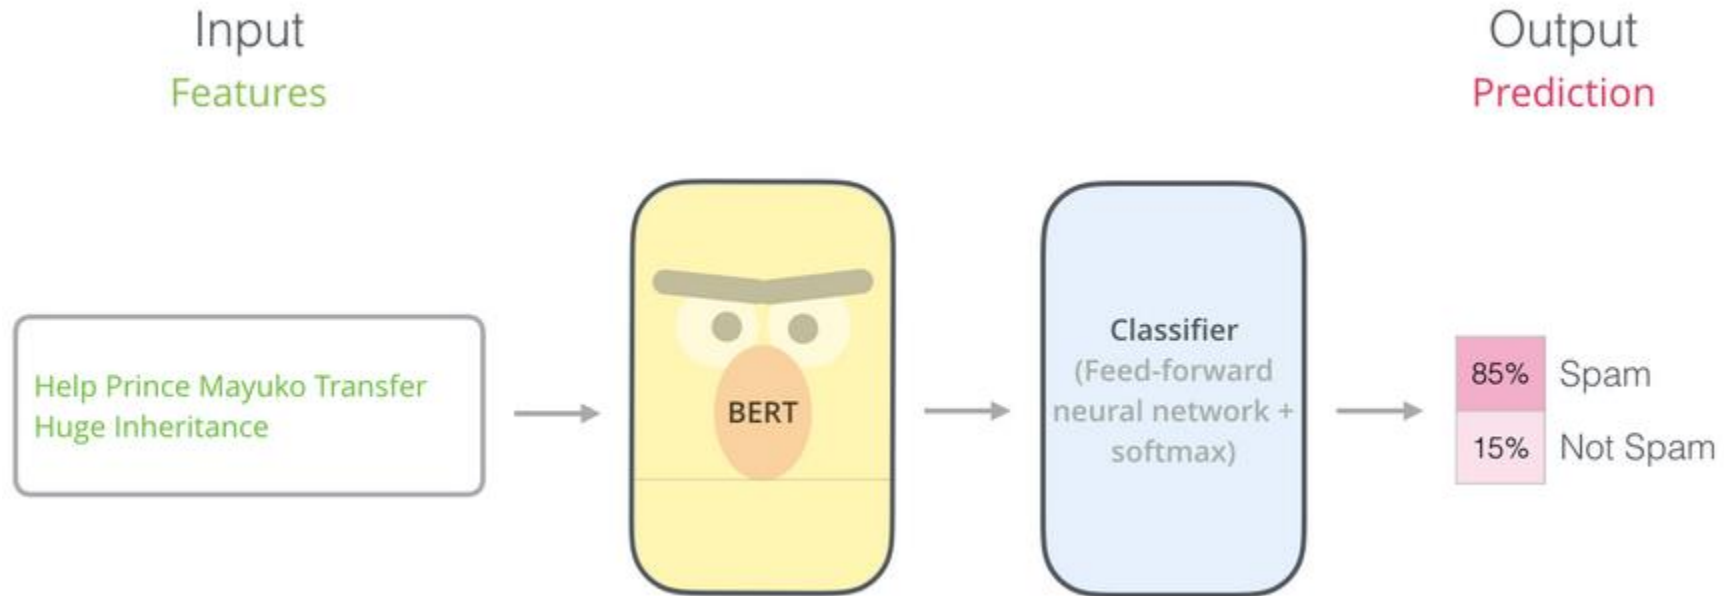 Input
Features
Output
Prediction
Help Prince Mayuko Transfer
Huge Inheritance
BERT
Classifier
(Feed-forward
neural network +
softmax)
85% Spam
15% Not Spam